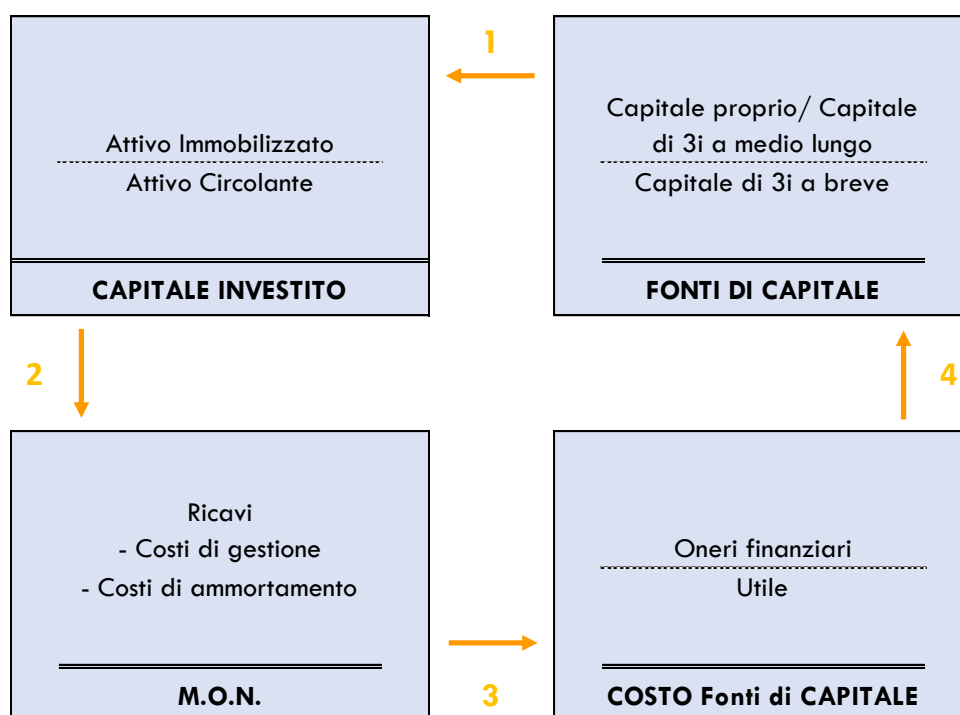 1
Attivo Immobilizzato
Attivo Circolante
CAPITALE INVESTITO
Capitale proprio/ Capitale
di 3i a medio lungo
Capitale di 3i a breve
FONTI DI CAPITALE
2
4
Ricavi
- Costi di gestione
- Costi di ammortamento
M.O.N.
3
Oneri finanziari
Utile
COSTO Fonti di CAPITALE